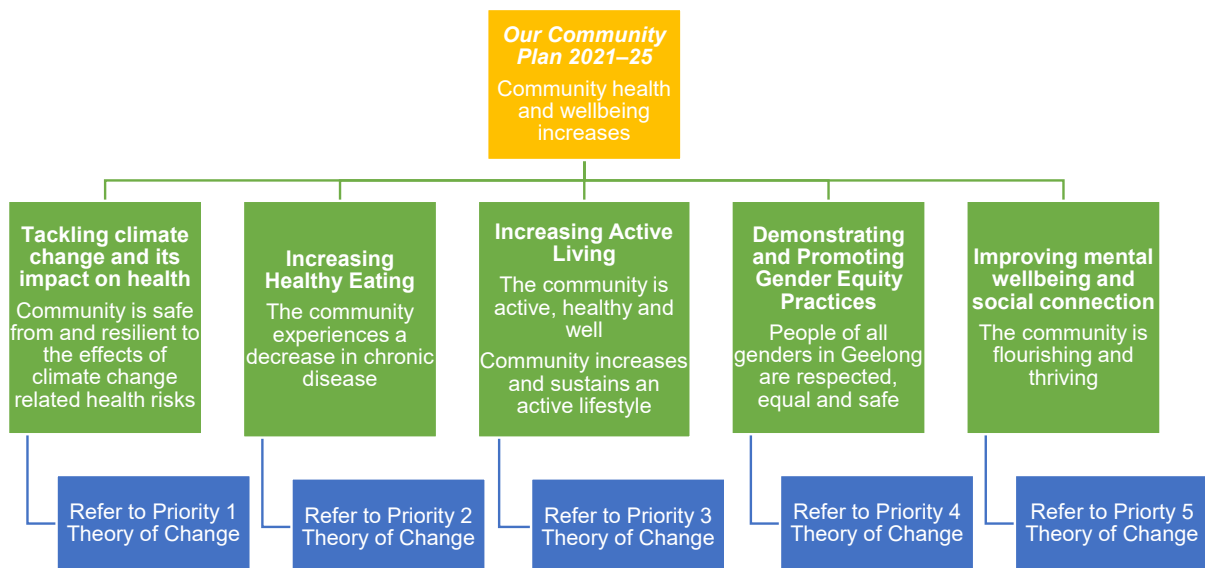 Our Community
Plan 2021–25
Community health
and wellbeing
increases
Tackling climate
change and its
impact on health
Community is safe
from and resilient to
the effects of
climate change
related health risks
Increasing
Healthy Eating
The community
experiences a
decrease in chronic
disease
Increasing Active
Living
The community is
active, healthy and
well
Community increases
and sustains an
active lifestyle
Demonstrating
and Promoting
Gender Equity
Practices
People of all
genders in Geelong
are respected,
equal and safe
Improving mental
wellbeing and
social connection
The community is
flourishing and
thriving
Refer to Priority 1
Theory of Change
Refer to Priority 2
Theory of Change
Refer to Priority 3
Theory of Change
Refer to Priority 4
Theory of Change
Refer to Priorty 5
Theory of Change